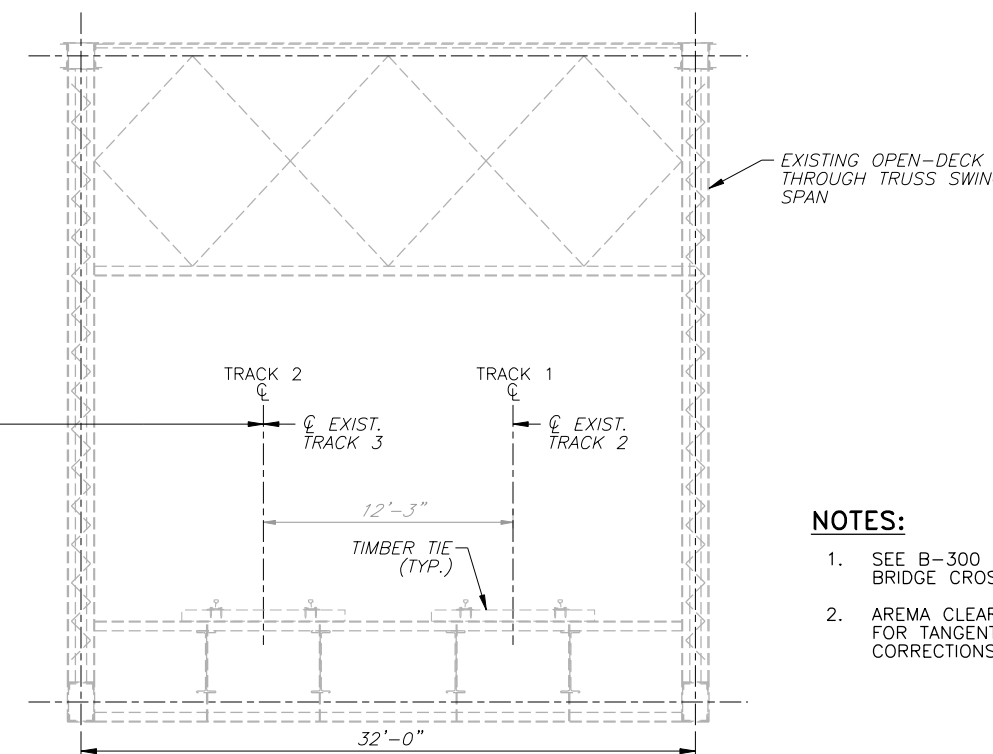 EXISTING OPEN-DECK
THROUGH TRUSS SWIN
SPAN
TRACK 2
℄
TRACK 1
℄
℄ EXIST.
TRACK 3
℄ EXIST.
TRACK 2
12'-3"
TIMBER TIE
(TYP.)
NOTES:
1. SEE B-300
BRIDGE CROS
2. AREMA CLEAR
FOR TANGENT
CORRECTIONS
32'-0"